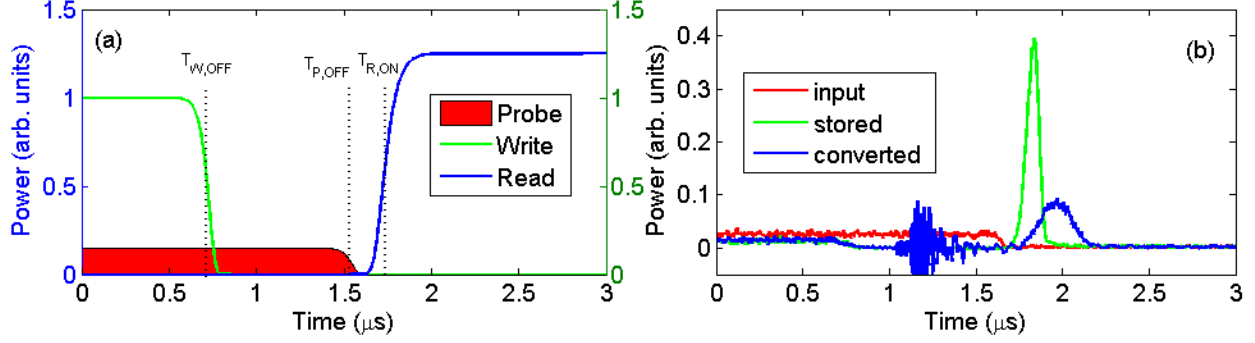 (a)
T_W,OFF
T_P,OFF
T_R,ON
Probe
Write
Read
Power (arb. units)
0
0.5
1
1.5
0
0.5
1
1.5
0
0.5
1
1.5
2
2.5
3
Time (μs)
(b)
input
stored
converted
Power (arb. units)
0
0.1
0.2
0.3
0.4
0
0.5
1
1.5
2
2.5
3
Time (μs)